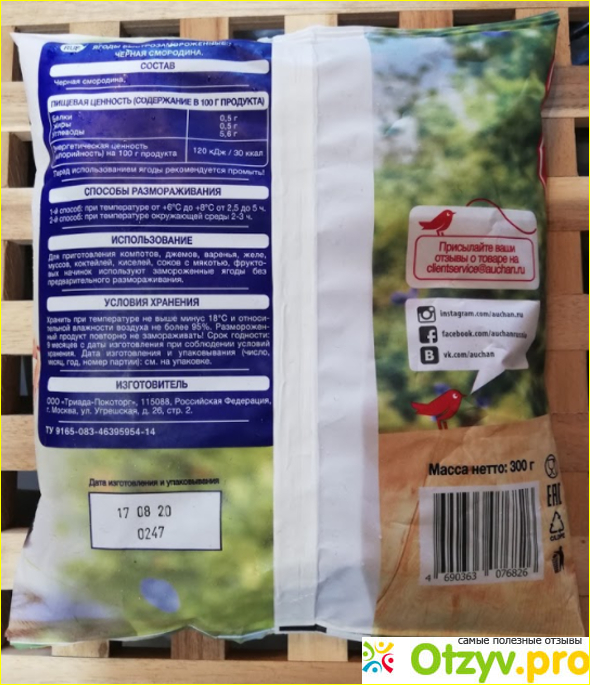 ЯГОДЫ БЫСТРОЗАМОРОЖЕННЫЕ:
ЧЕРНАЯ СМОРОДИНА.
СОСТАВ
Черная смородина.
ПИЩЕВАЯ ЦЕННОСТЬ (СОДЕРЖАНИЕ В 100 Г ПРОДУКТА)
Белки 0,5 г
Жиры 0,5 г
Углеводы 5,6 г
Энергетическая ценность
(калорийность) на 100 г продукта 120 кДж / 30 ккал
Перед использованием ягоды рекомендуется промыть!
СПОСОБЫ РАЗМОРАЖИВАНИЯ
1-й способ: при температуре от +6°С до +8°С от 2,5 до 5 ч.
2-й способ: при температуре окружающей среды 2-3 ч.
ИСПОЛЬЗОВАНИЕ
Для приготовления компотов, джемов, варенья, желе,
муссов, коктейлей, киселей, соков с мякотью, фрукто-
вых начинок используют замороженные ягоды без
предварительного размораживания.
УСЛОВИЯ ХРАНЕНИЯ
Хранить при температуре не выше минус 18°С и относи-
тельной влажности воздуха не более 95%. Разморожен-
ный продукт повторно не замораживать! Срок годности:
9 месяцев с даты изготовления при соблюдении условий
хранения. Дата изготовления и упаковывания (число,
месяц, год, номер партии): см. на упаковке.
ИЗГОТОВИТЕЛЬ
ООО «Триада-Покоторг», 115088, Российская Федерация,
г. Москва, ул. Угрешская, д. 26, стр. 2.
ТУ 9165-083-46395954-14
Дата изготовления и упаковывания
17 08 20
0247
Присылайте ваши
отзывы о товаре на
clientservice@auchan.ru
instagram.com/auchan.ru
facebook.com/auchanrussia
vk.com/auchan
Масса нетто: 300 г
4 690363 076826
EAC
самые полезные отзывы
Otzyv.pro